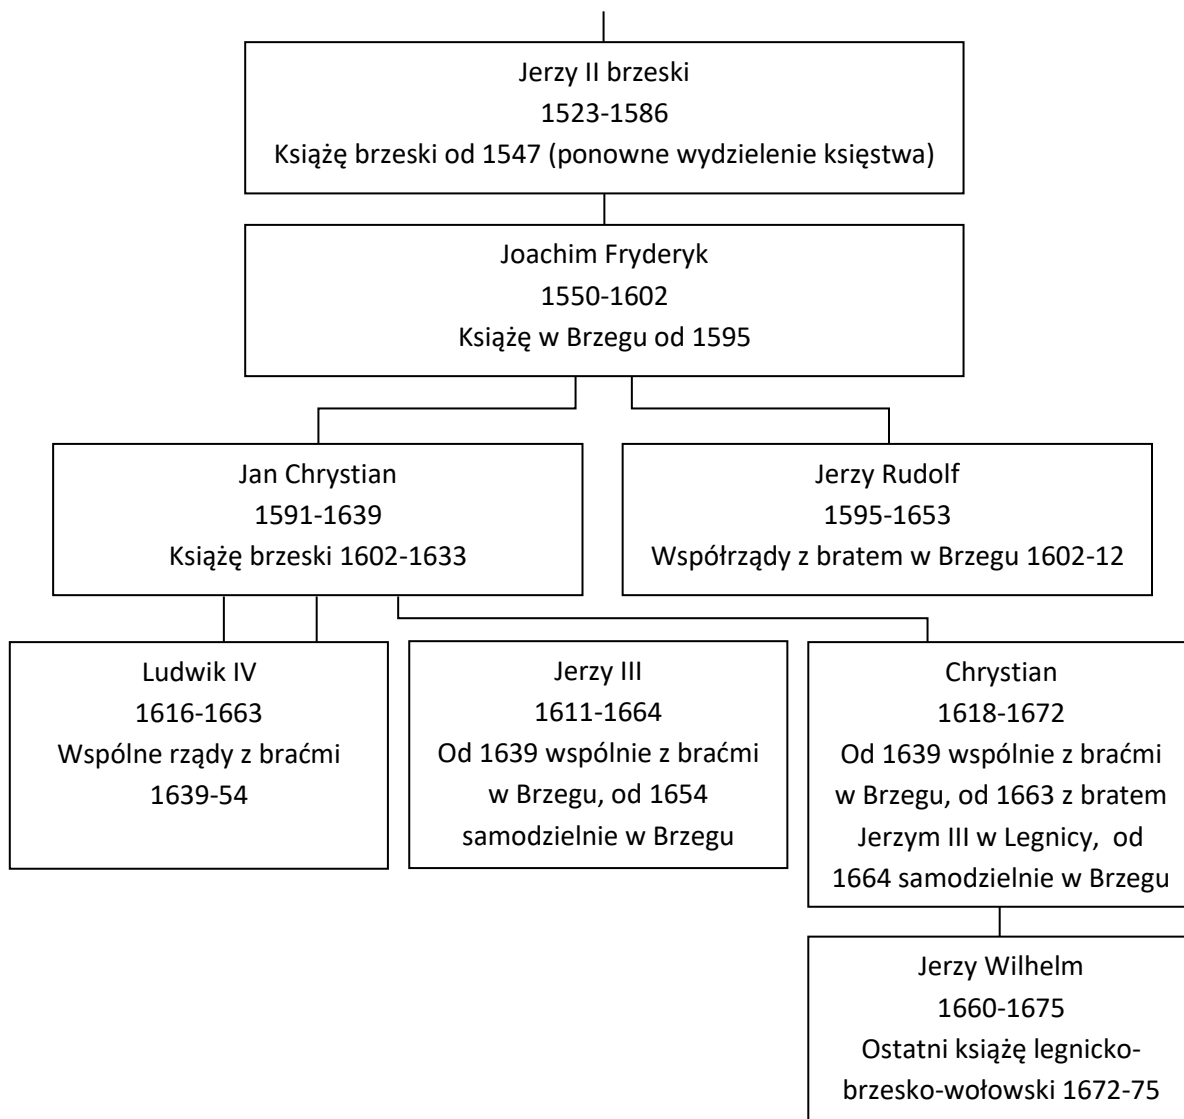 Jerzy II brzeski
1523-1586
Książę brzeski od 1547 (ponowne wydzielenie księstwa)
Joachim Fryderyk
1550-1602
Książę w Brzegu od 1595
Jan Chrystian
1591-1639
Książę brzeski 1602-1633
Jerzy Rudolf
1595-1653
Współrządy z bratem w Brzegu 1602-12
Ludwik IV
1616-1663
Wspólne rządy z braćmi
1639-54
Jerzy III
1611-1664
Od 1639 wspólnie z braćmi
w Brzegu, od 1654
samodzielnie w Brzegu
Chrystian
1618-1672
Od 1639 wspólnie z braćmi
w Brzegu, od 1663 z bratem
Jerzym III w Legnicy, od
1664 samodzielnie w Brzegu
Jerzy Wilhelm
1660-1675
Ostatni książę legnicko-
brzesko-wołowski 1672-75